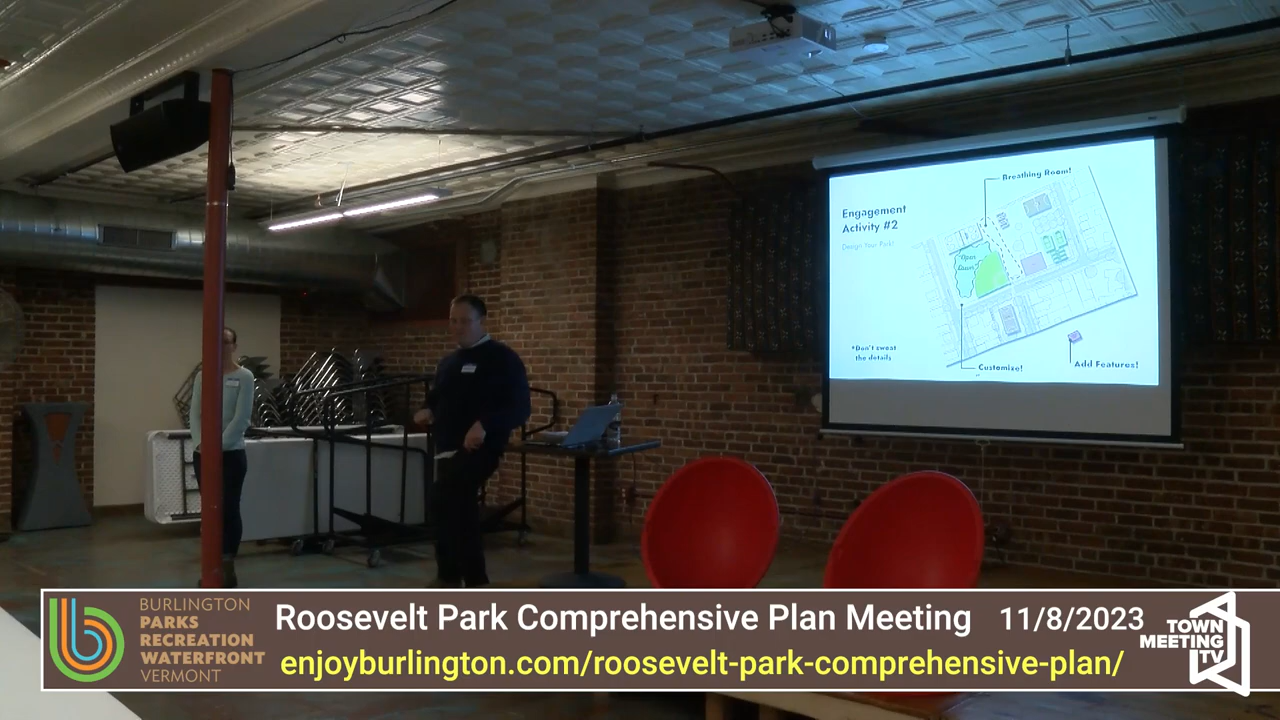 Breathing Room!
Engagement
Activity #2
Design Your Park!
Open
Lawn
*Don't sweat
the details
Customize!
Add Features!
BURLINGTON
PARKS
RECREATION
WATERFRONT
VERMONT
Roosevelt Park Comprehensive Plan Meeting 11/8/2023
enjoyburlington.com/roosevelt-park-comprehensive-plan/
TOWN
MEETING
TV